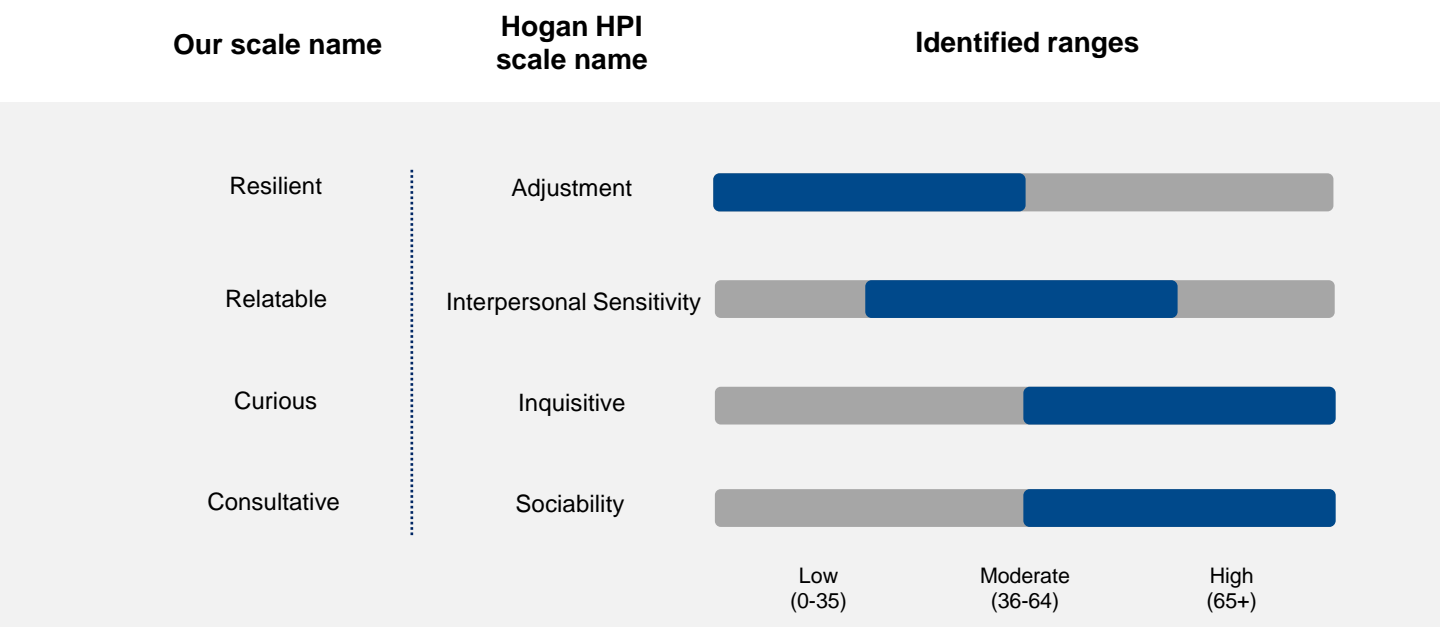 Our scale name
Hogan HPI
scale name
Identified ranges
Resilient
Adjustment
Relatable
Interpersonal Sensitivity
Curious
Inquisitive
Consultative
Sociability
Low
(0-35)
Moderate
(36-64)
High
(65+)